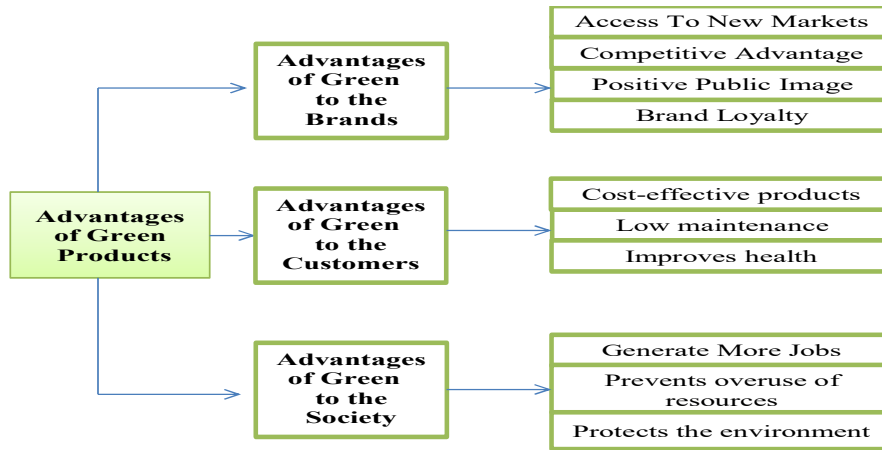 Advantages
of Green
Products
Advantages
of Green
to the
Brands
Access To New Markets
Competitive Advantage
Positive Public Image
Brand Loyalty
Advantages
of Green
to the
Customers
Cost-effective products
Low maintenance
Improves health
Advantages
of Green
to the
Society
Generate More Jobs
Prevents overuse of
resources
Protects the environment